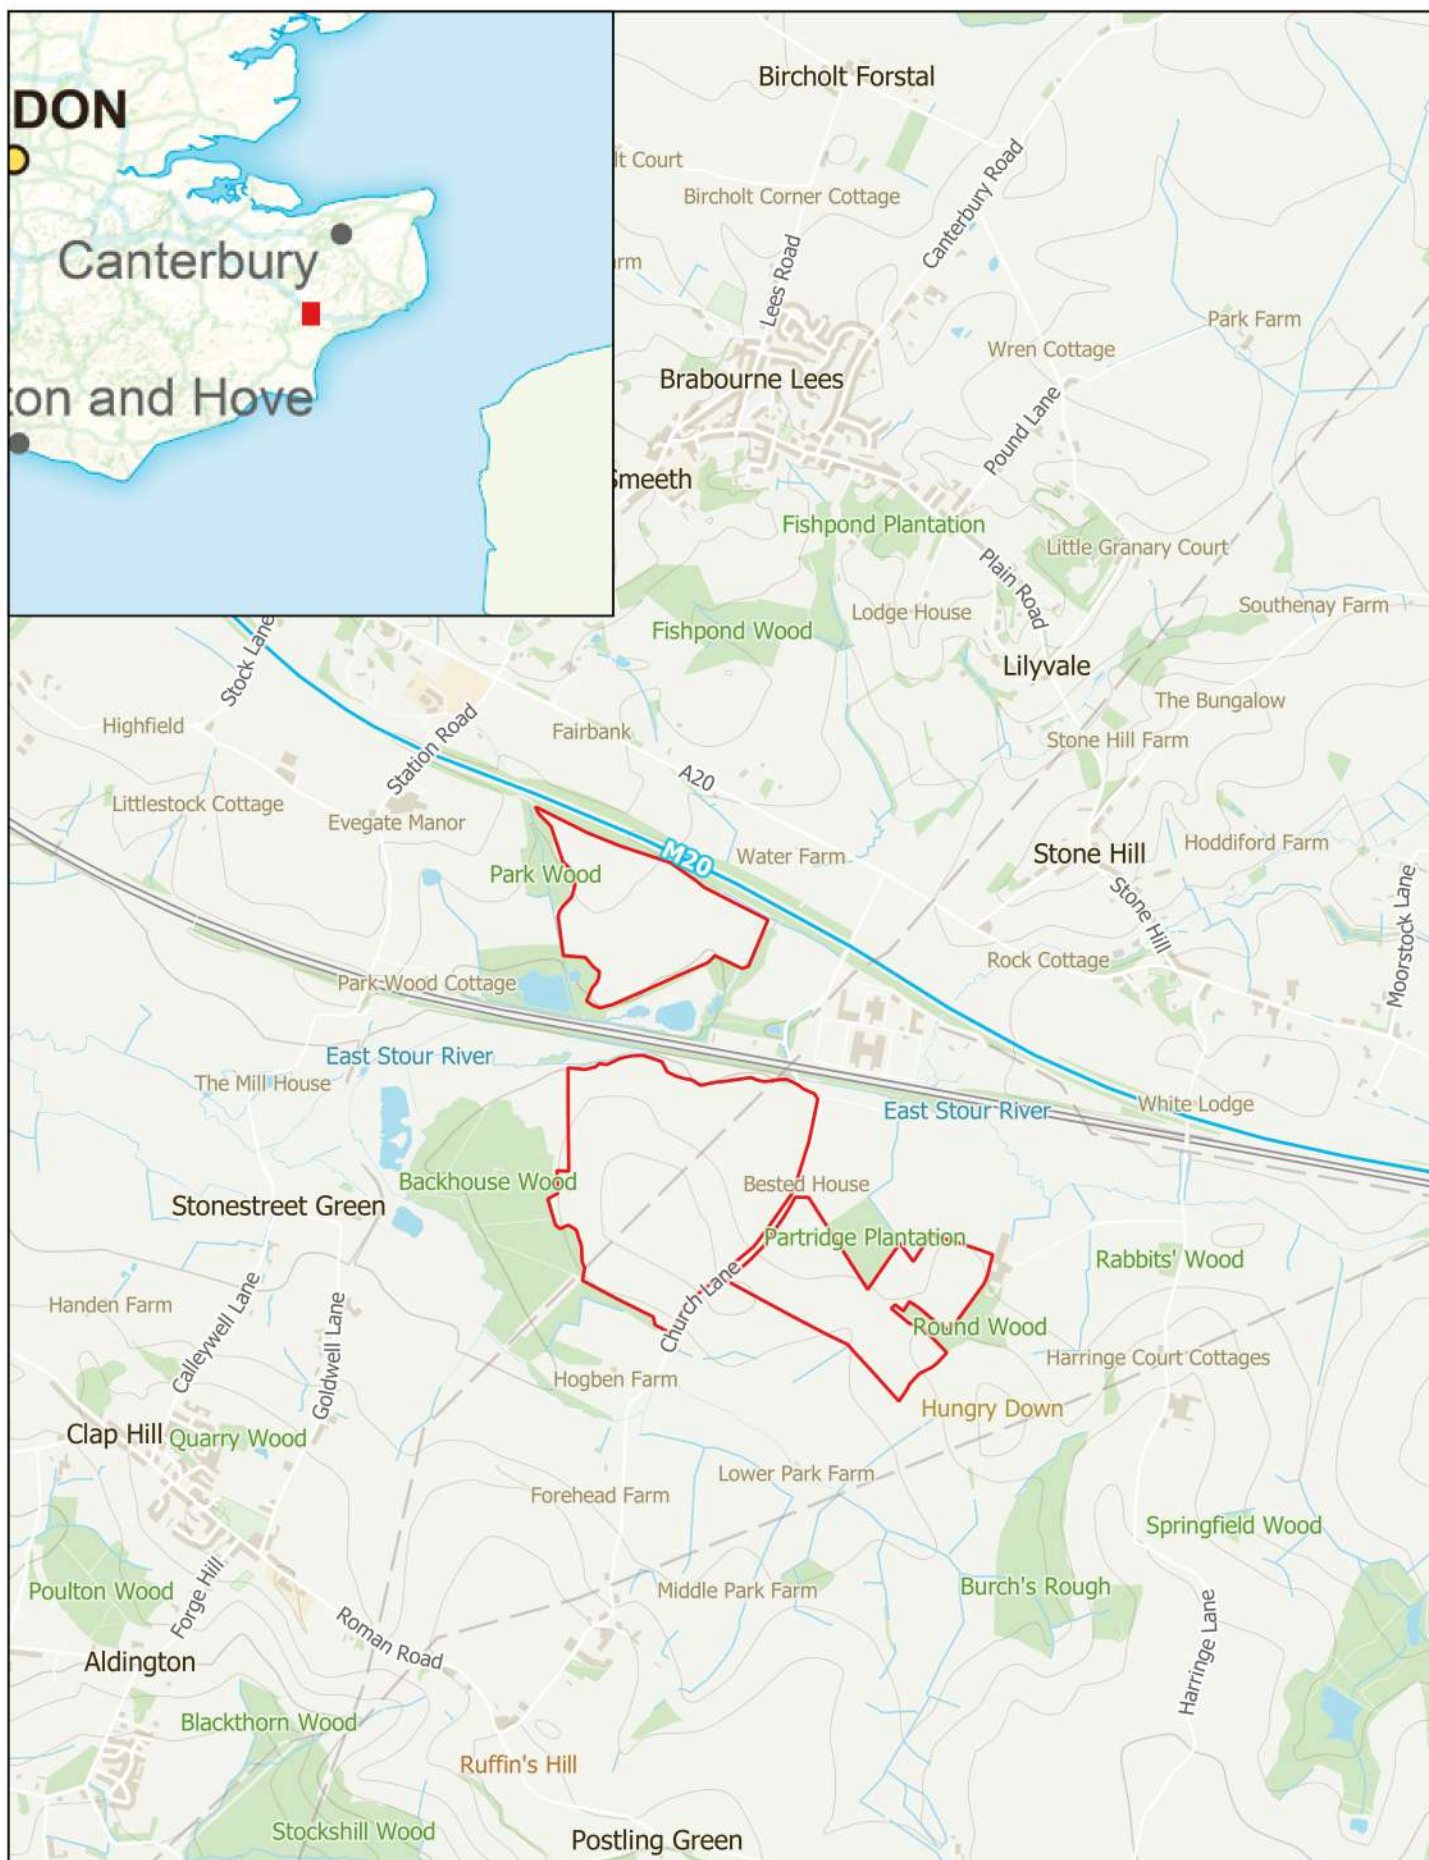 DON
Canterbury
ton and Hove
Bircholt Forstal
lt Court
Bircholt Corner Cottage
Canterbury Road
Lees Road
rm
Park Farm
Wren Cottage
Brabourne Lees
Pound Lane
Smeeth
Fishpond Plantation
Little Granary Court
Plain Road
Lodge House
Southenay Farm
Fishpond Wood
Stock Lane
Lilyvale
The Bungalow
Highfield
Station Road
Fairbank
Stone Hill Farm
A20
Littlestock Cottage
Evegate Manor
M20
Water Farm
Stone Hill
Hoddiford Farm
Park Wood
Stone Hill
Moorstock Lane
Rock Cottage
Park Wood Cottage
East Stour River
The Mill House
East Stour River
White Lodge
Backhouse Wood
Bested House
Stonestreet Green
Partridge Plantation
Rabbits' Wood
Church Lane
Handen Farm
Calleywell Lane
Goldwell Lane
Round Wood
Harringe Court Cottages
Hogben Farm
Hungry Down
Clap Hill
Quarry Wood
Lower Park Farm
Forehead Farm
Springfield Wood
Poulton Wood
Forge Hill
Middle Park Farm
Burch's Rough
Roman Road
Harringe Lane
Aldington
Blackthorn Wood
Ruffin's Hill
Stockshill Wood
Postling Green